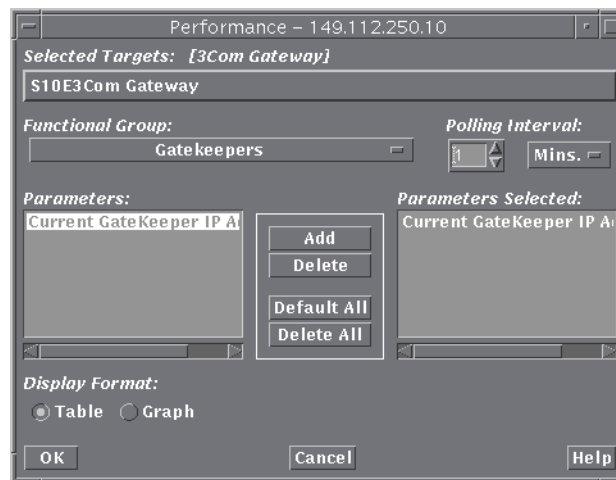 Performance – 149.112.250.10
Selected Targets: [3Com Gateway]
S10E3Com Gateway
Functional Group:
Polling Interval:
Gatekeepers
1
Mins.
Parameters:
Parameters Selected:
Current GateKeeper IP A
Current GateKeeper IP A
Add
Delete
Default All
Delete All
Display Format:
Table
Graph
OK
Cancel
Help